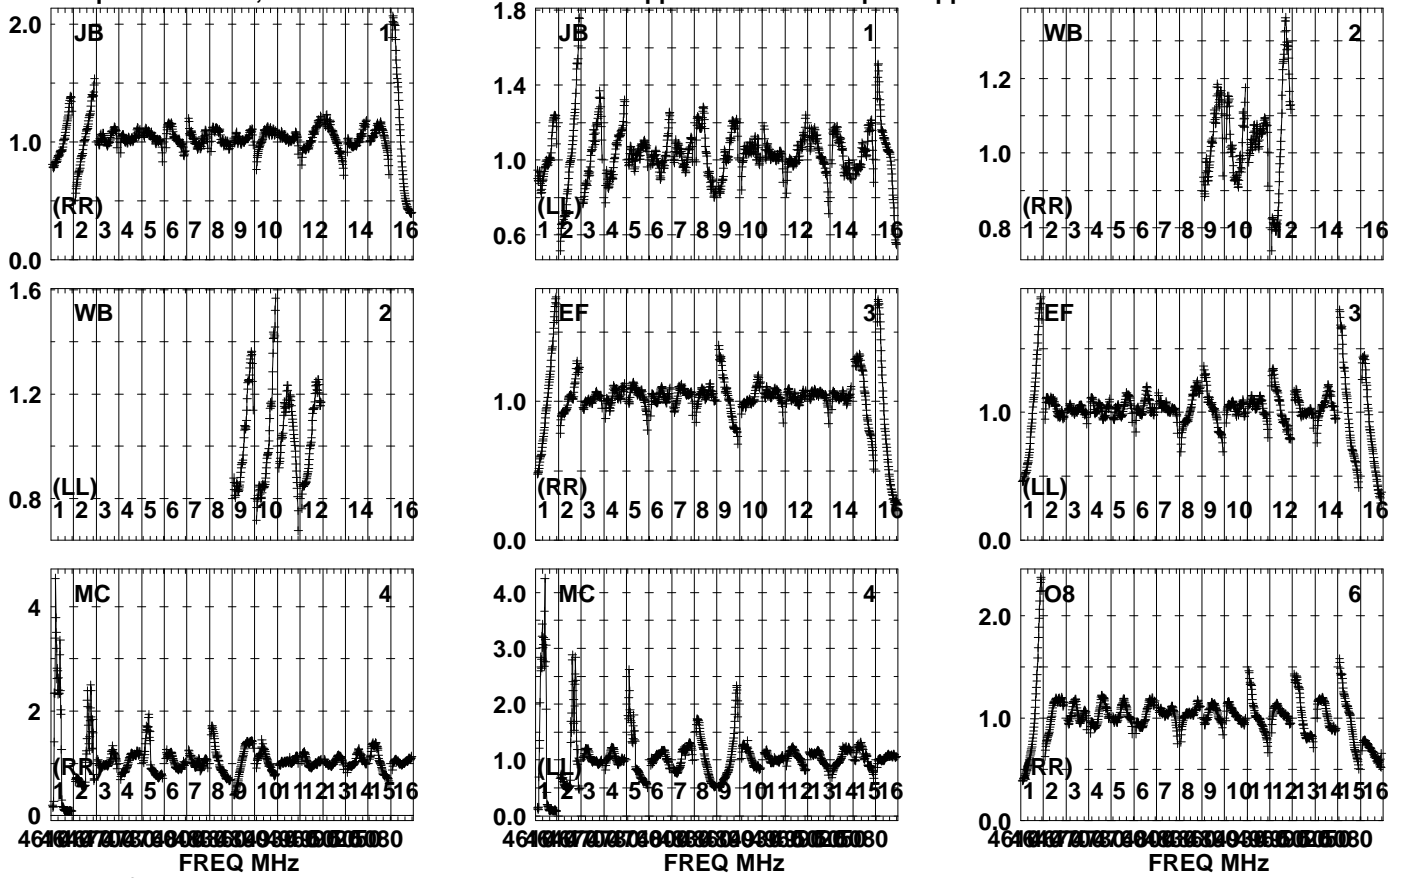 2.0 JB 1
1.0
(RR)
1 2 3 4 5 6 7 8 9 10 12 14 16
0.0
1.8 JB 1
1.4
1.0
(LL)
0.6 1 2 3 4 5 6 7 8 9 10 12 14 16
WB 2
1.2
1.0
(RR)
0.8 1 2 3 4 5 6 7 8 9 10 12 14 16
1.6 WB 2
1.2
0.8 (LL)
1 2 3 4 5 6 7 8 9 10 12 14 16
EF 3
1.0
(RR)
1 2 3 4 5 6 7 8 9 10 12 14 16
0.0
EF 3
1.0
(LL)
1 2 3 4 5 6 7 8 9 10 12 14 16
0.0
MC 4
4
2
(RR)
1 2 3 4 5 6 7 8 9 10 11 12 13 14 15 16
0
FREQ MHz
MC 4
4.0
3.0
2.0
1.0 (LL)
1 2 3 4 5 6 7 8 9 10 11 12 13 14 15 16
0.0
FREQ MHz
O8 6
2.0
1.0
(RR)
1 2 3 4 5 6 7 8 9 10 11 11 12 13 14 15 16
0.0
FREQ MHz